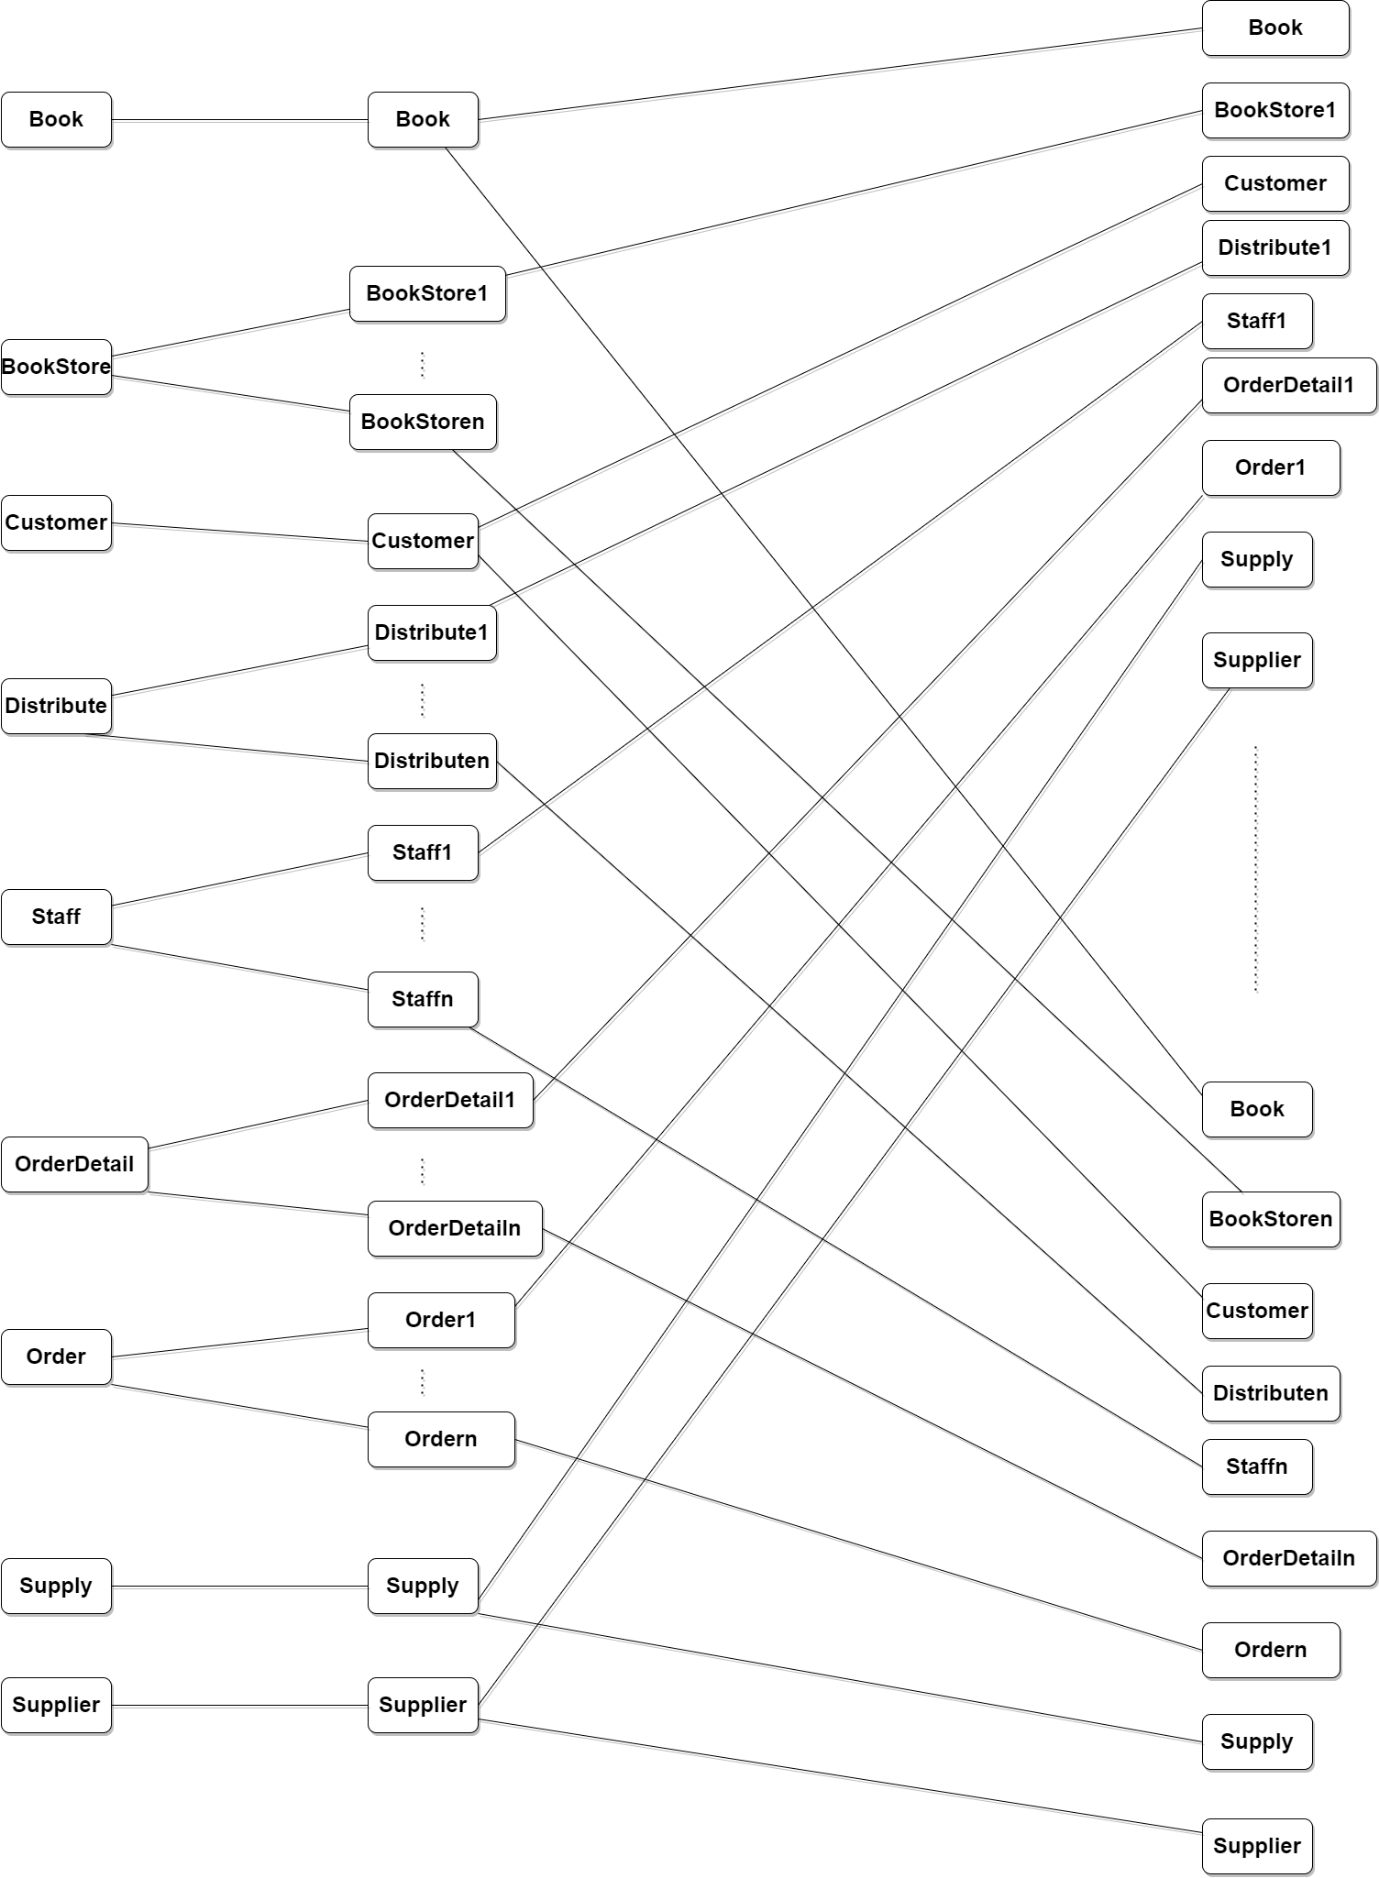 Book
BookStore
Customer
Distribute
Staff
OrderDetail
Order
Supply
Supplier
Book
BookStore1
BookStoren
Customer
Distribute1
Distributen
Staff1
Staffn
OrderDetail1
OrderDetailn
Order1
Ordern
Supply
Supplier
Book
BookStore1
Customer
Distribute1
Staff1
OrderDetail1
Order1
Supply
Supplier
Book
BookStoren
Customer
Distributen
Staffn
OrderDetailn
Ordern
Supply
Supplier